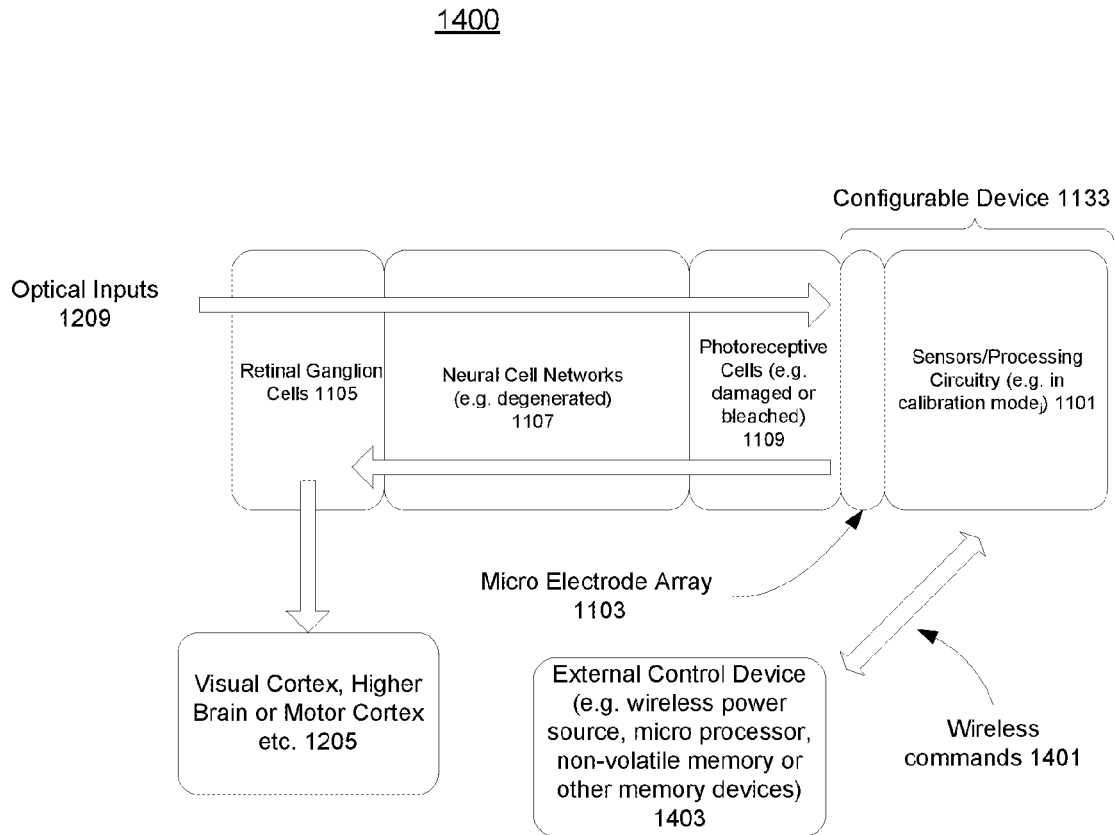 1400
Configurable Device 1133
Optical Inputs
1209
Retinal Ganglion
Cells 1105
Neural Cell Networks
(e.g. degenerated)
1107
Photoreceptive
Cells (e.g.
damaged or
bleached)
1109
Sensors/Processing
Circuitry (e.g. in
calibration modej) 1101
Micro Electrode Array
1103
Visual Cortex, Higher
Brain or Motor Cortex
etc. 1205
External Control Device
(e.g. wireless power
source, micro processor,
non-volatile memory or
other memory devices)
1403
Wireless
commands 1401